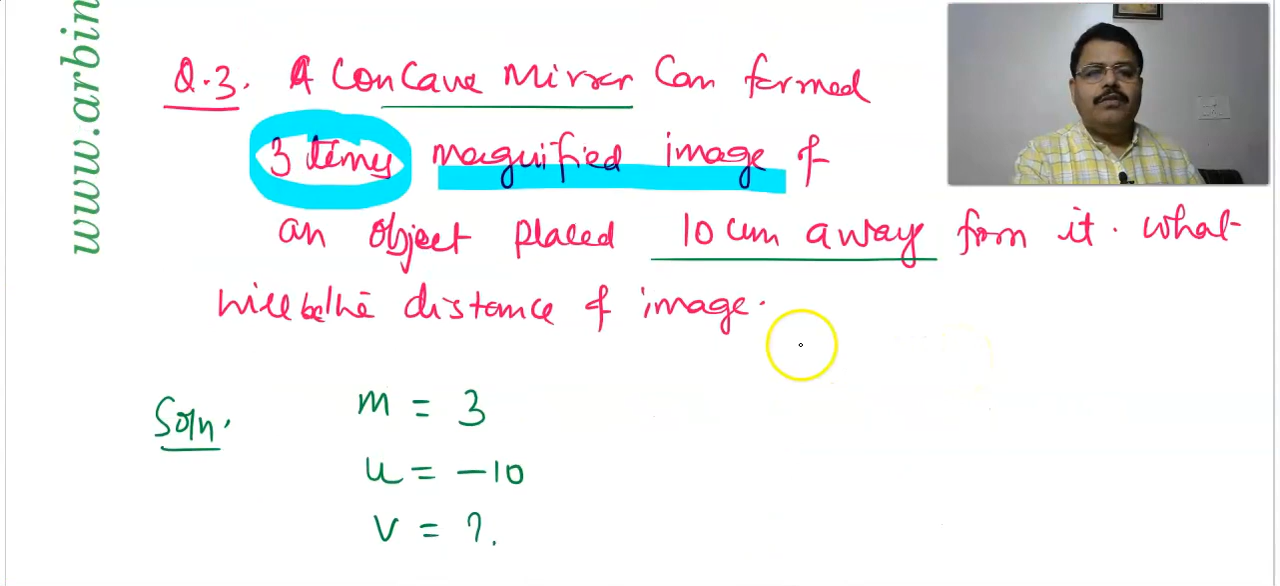 www.arbin
Q.3. A Concave Mirror Can formed
3 times magnified image of
an object placed 10 cm away from it. what
will be the distance of image.
Soln.
m = 3
u = -10
v = ?.